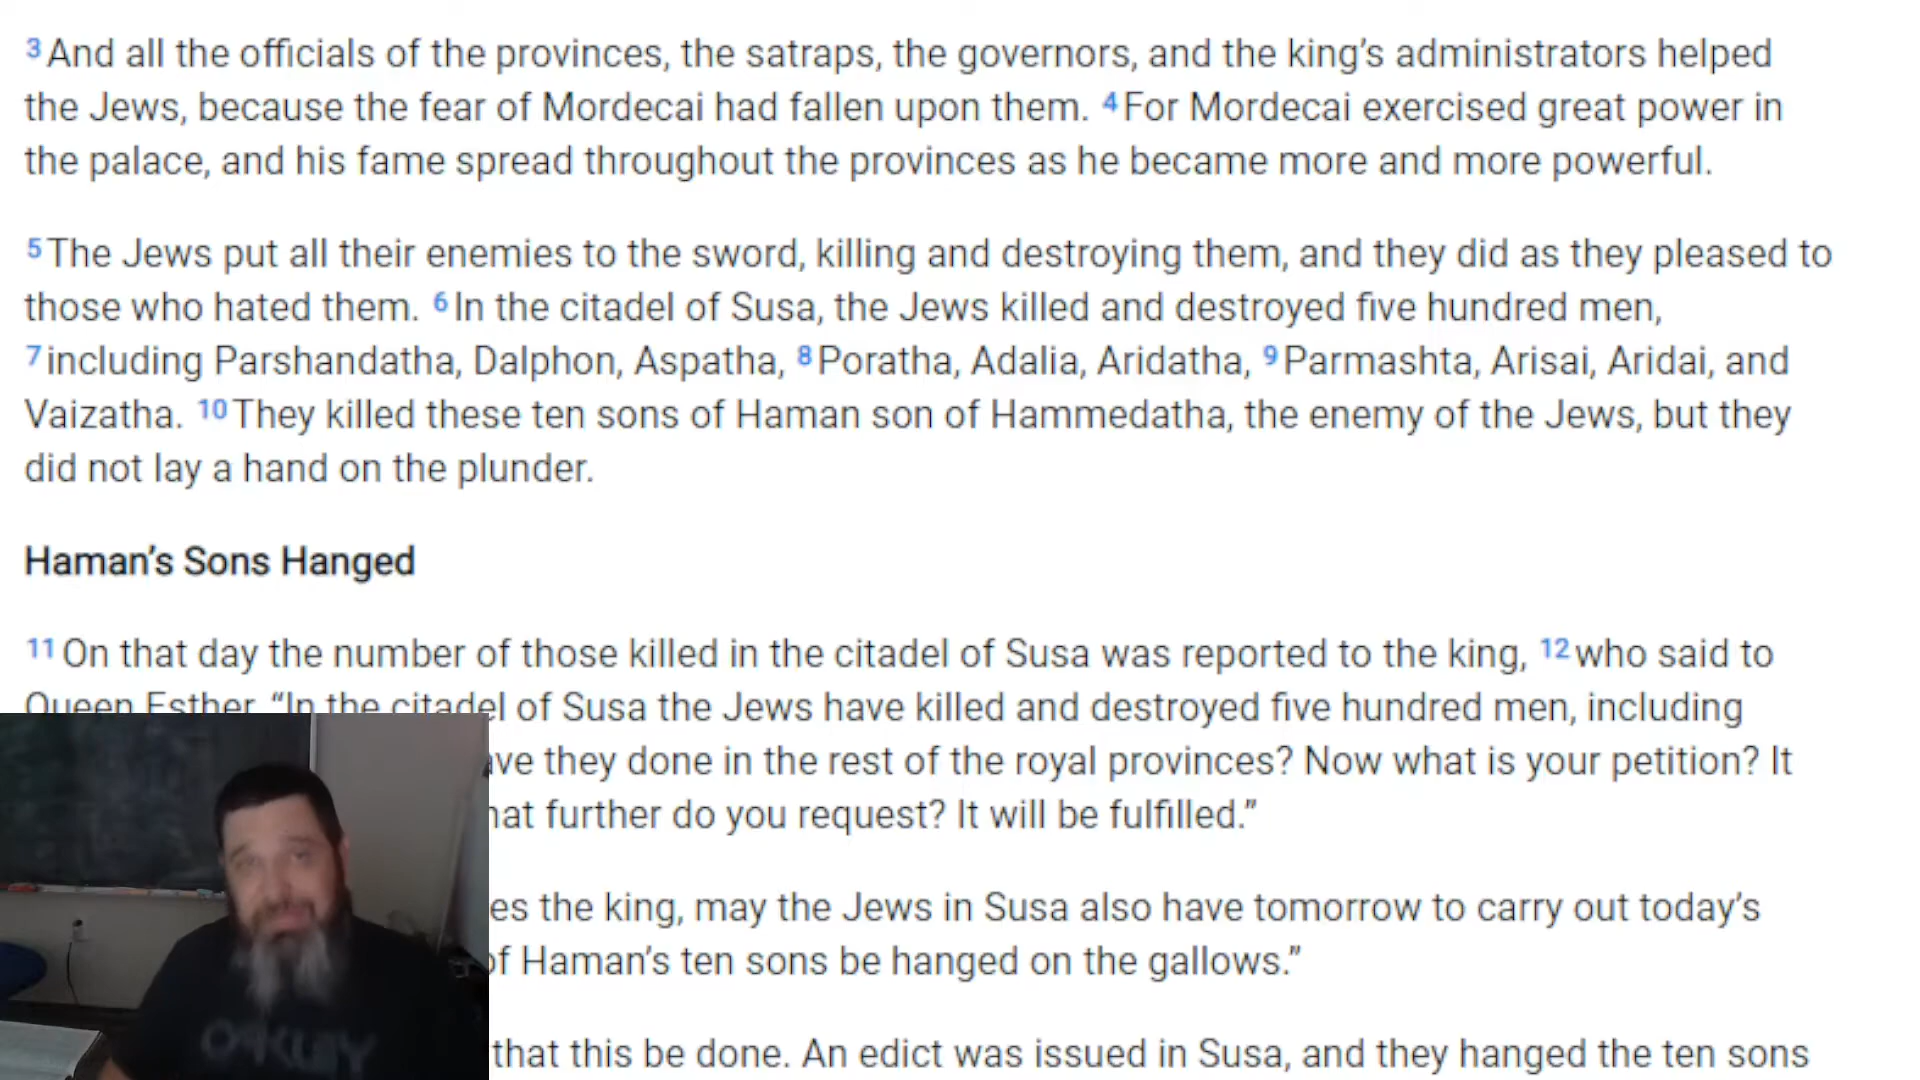 3 And all the officials of the provinces, the satraps, the governors, and the king’s administrators helped
the Jews, because the fear of Mordecai had fallen upon them. 4 For Mordecai exercised great power in
the palace, and his fame spread throughout the provinces as he became more and more powerful.
5 The Jews put all their enemies to the sword, killing and destroying them, and they did as they pleased to
those who hated them. 6 In the citadel of Susa, the Jews killed and destroyed five hundred men,
7 including Parshandatha, Dalphon, Aspatha, 8 Poratha, Adalia, Aridatha, 9 Parmashta, Arisai, Aridai, and
Vaizatha. 10 They killed these ten sons of Haman son of Hammedatha, the enemy of the Jews, but they
did not lay a hand on the plunder.
Haman’s Sons Hanged
11 On that day the number of those killed in the citadel of Susa was reported to the king, 12 who said to
Queen Esther, “In the citadel of Susa the Jews have killed and destroyed five hundred men, including
they done in the rest of the royal provinces? Now what is your petition? It
further do you request? It will be fulfilled.”
the king, may the Jews in Susa also have tomorrow to carry out today’s
of Haman’s ten sons be hanged on the gallows.”
that this be done. An edict was issued in Susa, and they hanged the ten sons
OAKLEY